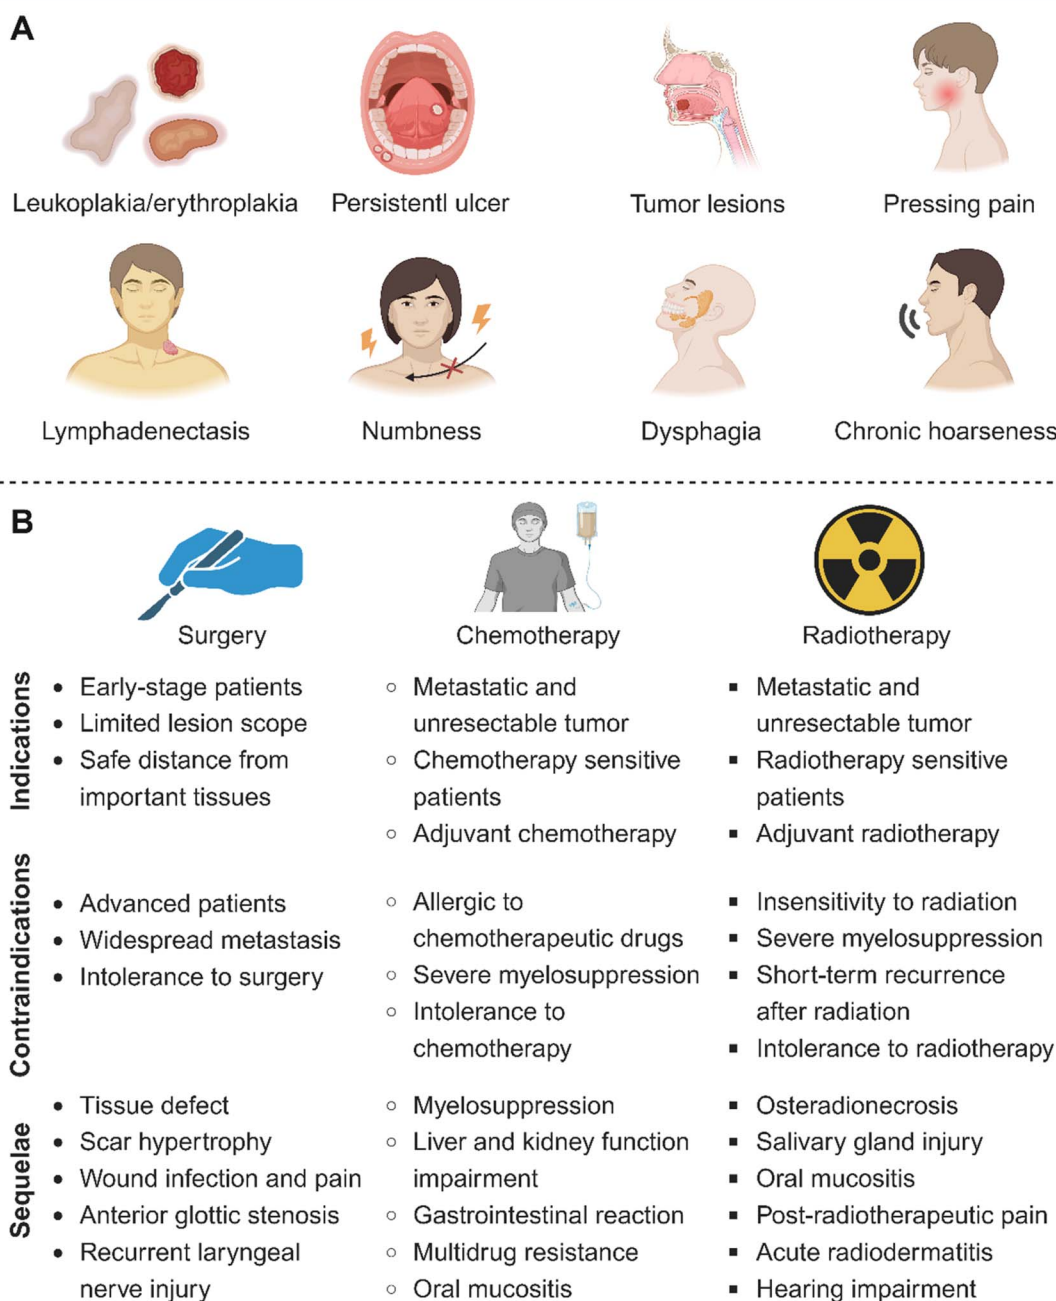 A
Leukoplakia/erythroplakia
Persistentl ulcer
Tumor lesions
Pressing pain
Lymphadenectasis
Numbness
Dysphagia
Chronic hoarseness
B
Surgery
Chemotherapy
Radiotherapy
Indications
• Early-stage patients
• Limited lesion scope
• Safe distance from
important tissues
○ Metastatic and
unresectable tumor
○ Chemotherapy sensitive
patients
○ Adjuvant chemotherapy
▪ Metastatic and
unresectable tumor
▪ Radiotherapy sensitive
patients
▪ Adjuvant radiotherapy
Contraindications
• Advanced patients
• Widespread metastasis
• Intolerance to surgery
○ Allergic to
chemotherapeutic drugs
○ Severe myelosuppression
○ Intolerance to
chemotherapy
▪ Insensitivity to radiation
▪ Severe myelosuppression
▪ Short-term recurrence
after radiation
▪ Intolerance to radiotherapy
Sequelae
• Tissue defect
• Scar hypertrophy
• Wound infection and pain
• Anterior glottic stenosis
• Recurrent laryngeal
nerve injury
○ Myelosuppression
○ Liver and kidney function
impairment
○ Gastrointestinal reaction
○ Multidrug resistance
○ Oral mucositis
▪ Osteradionecrosis
▪ Salivary gland injury
▪ Oral mucositis
▪ Post-radiotherapeutic pain
▪ Acute radiodermatitis
▪ Hearing impairment